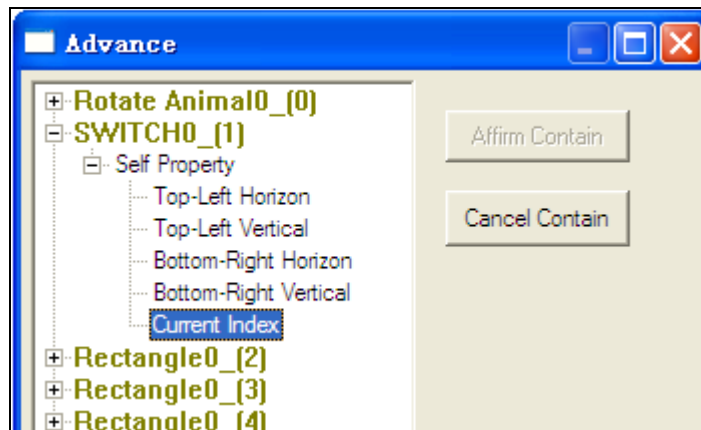 Advance
Rotate Animal0_(0)
SWITCH0_(1)
Self Property
Top-Left Horizon
Top-Left Vertical
Bottom-Right Horizon
Bottom-Right Vertical
Current Index
Rectangle0_(2)
Rectangle0_(3)
Rectangle0_(4)
Affirm Contain
Cancel Contain